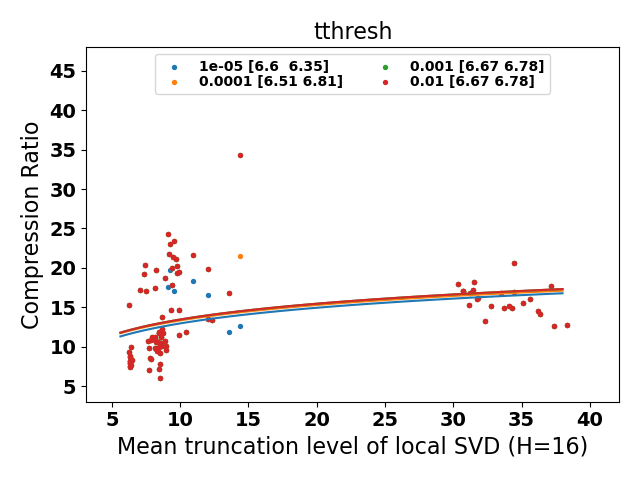 tthresh
1e-05 [6.6  6.35]
0.0001 [6.51 6.81]
0.001 [6.67 6.78]
0.01 [6.67 6.78]
45
40
35
30
25
20
15
10
5
Compression Ratio
5 10 15 20 25 30 35 40
Mean truncation level of local SVD (H=16)